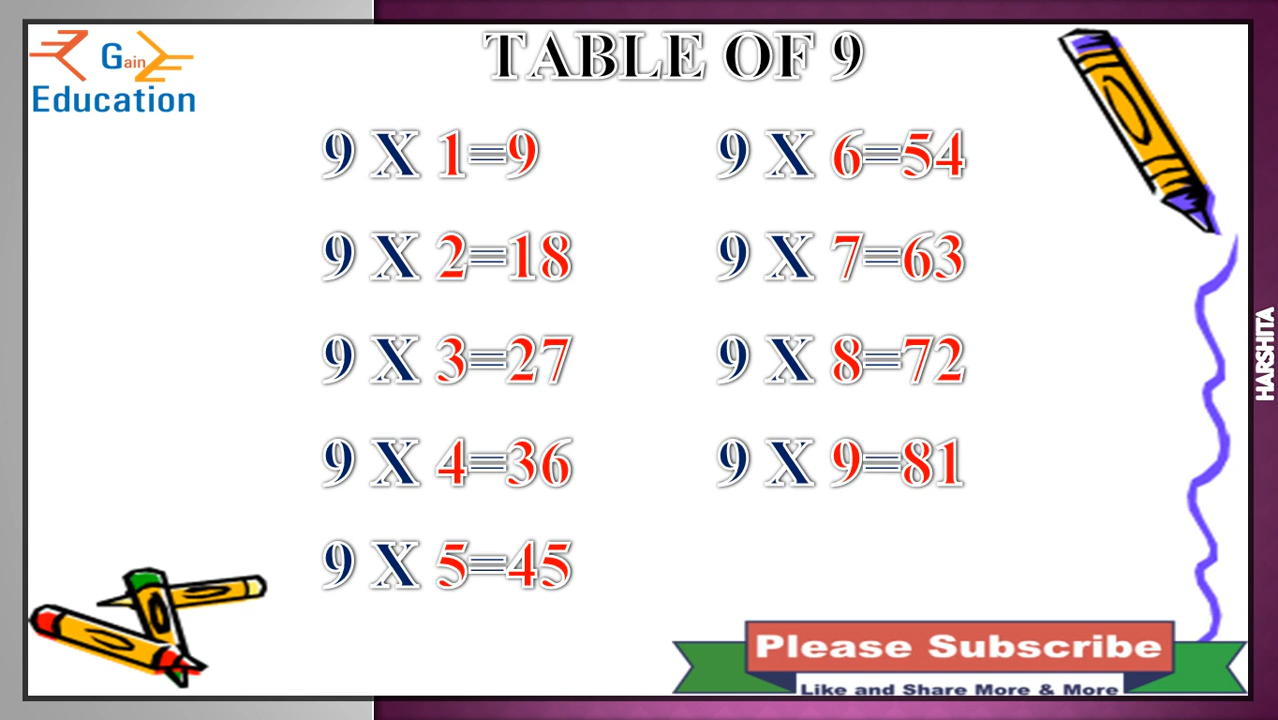 Gain
Education
TABLE OF 9
9 X 1=9
9 X 2=18
9 X 3=27
9 X 4=36
9 X 5=45
9 X 6=54
9 X 7=63
9 X 8=72
9 X 9=81
HARSHITA
Please Subscribe
Like and Share More & More